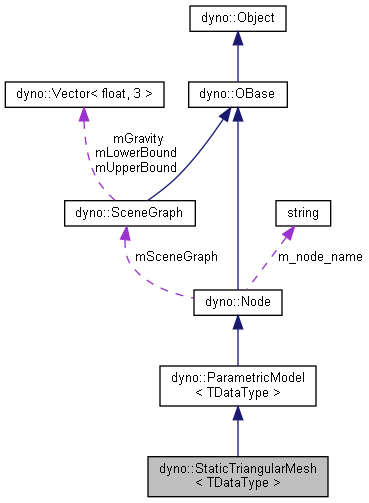 dyno::Object
dyno::Vector< float, 3 >
dyno::OBase
mGravity
mLowerBound
mUpperBound
dyno::SceneGraph
string
mSceneGraph
m_node_name
dyno::Node
dyno::ParametricModel
< TDataType >
dyno::StaticTriangularMesh
< TDataType >